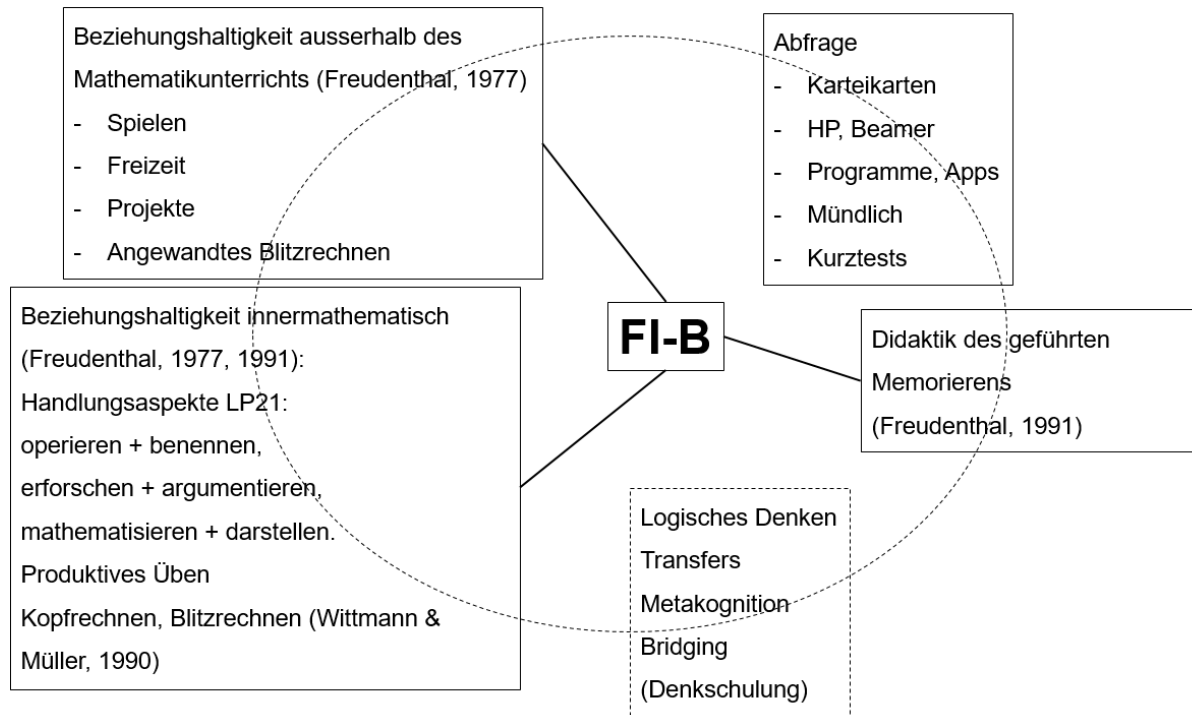 Beziehungshaltigkeit ausserhalb des
Mathematikunterrichts (Freudenthal, 1977)
- Spielen
- Freizeit
- Projekte
- Angewandtes Blitzrechnen
Abfrage
- Karteikarten
- HP, Beamer
- Programme, Apps
- Mündlich
- Kurztests
Beziehungshaltigkeit innermathematisch
(Freudenthal, 1977, 1991):
Handlungsaspekte LP21:
operieren + benennen,
erforschen + argumentieren,
mathematisieren + darstellen.
Produktives Üben
Kopfrechnen, Blitzrechnen (Wittmann &
Müller, 1990)
FI-B
Didaktik des geführten
Memorierens
(Freudenthal, 1991)
Logisches Denken
Transfers
Metakognition
Bridging
(Denkschulung)